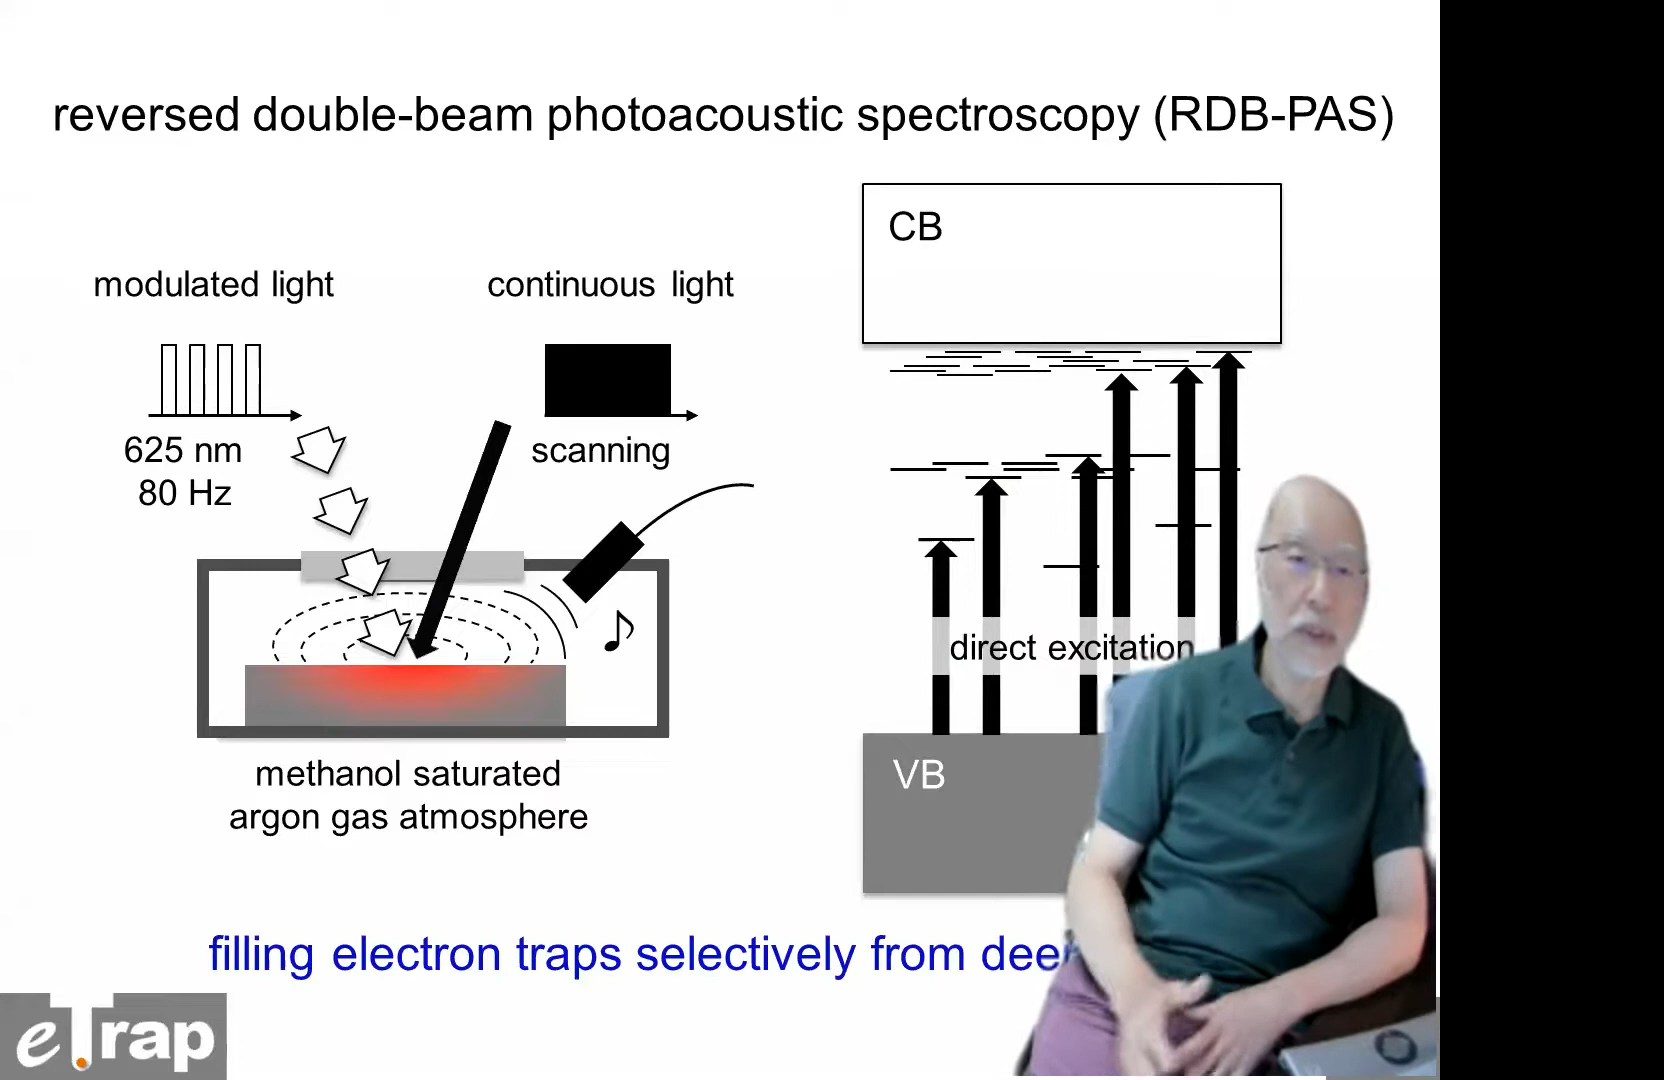 reversed double-beam photoacoustic spectroscopy (RDB-PAS)
modulated light
continuous light
625 nm
80 Hz
scanning
methanol saturated
argon gas atmosphere
CB
direct excitation
VB
filling electron traps selectively from
eTrap